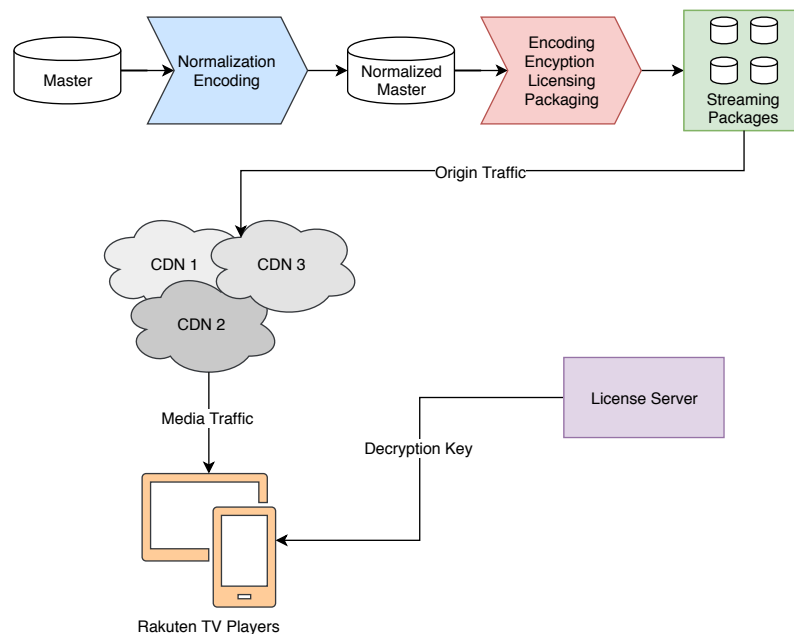 Master
Normalization
Encoding
Normalized
Master
Encoding
Encyption
Licensing
Packaging
Streaming
Packages
Origin Traffic
CDN 1
CDN 3
CDN 2
Media Traffic
License Server
Decryption Key
Rakuten TV Players